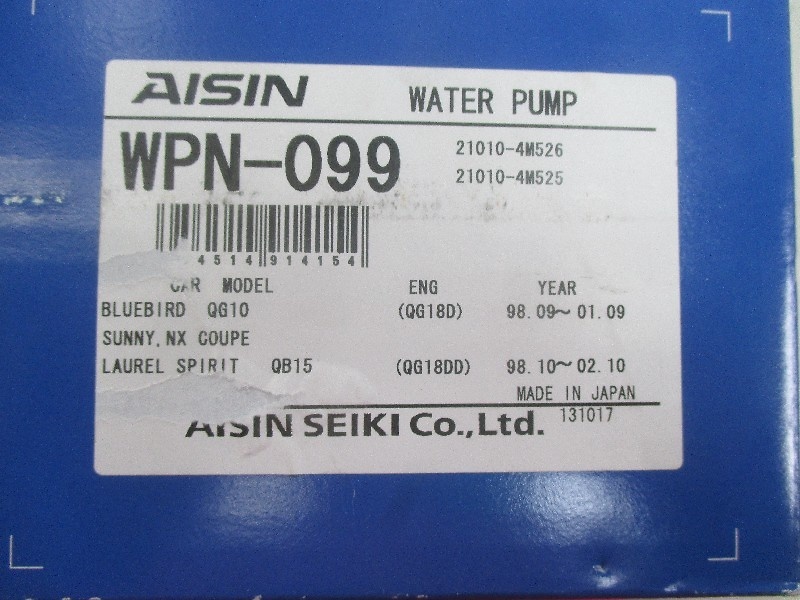 AISIN WATER PUMP
WPN-099 21010-4M526
21010-4M525
4514914154
CAR MODEL ENG YEAR
BLUEBIRD QG10 (QG18D) 98.09~01.09
SUNNY,NX COUPE
LAUREL SPIRIT QB15 (QG18DD) 98.10~02.10
MADE IN JAPAN
AISIN SEIKI Co.,Ltd. 131017